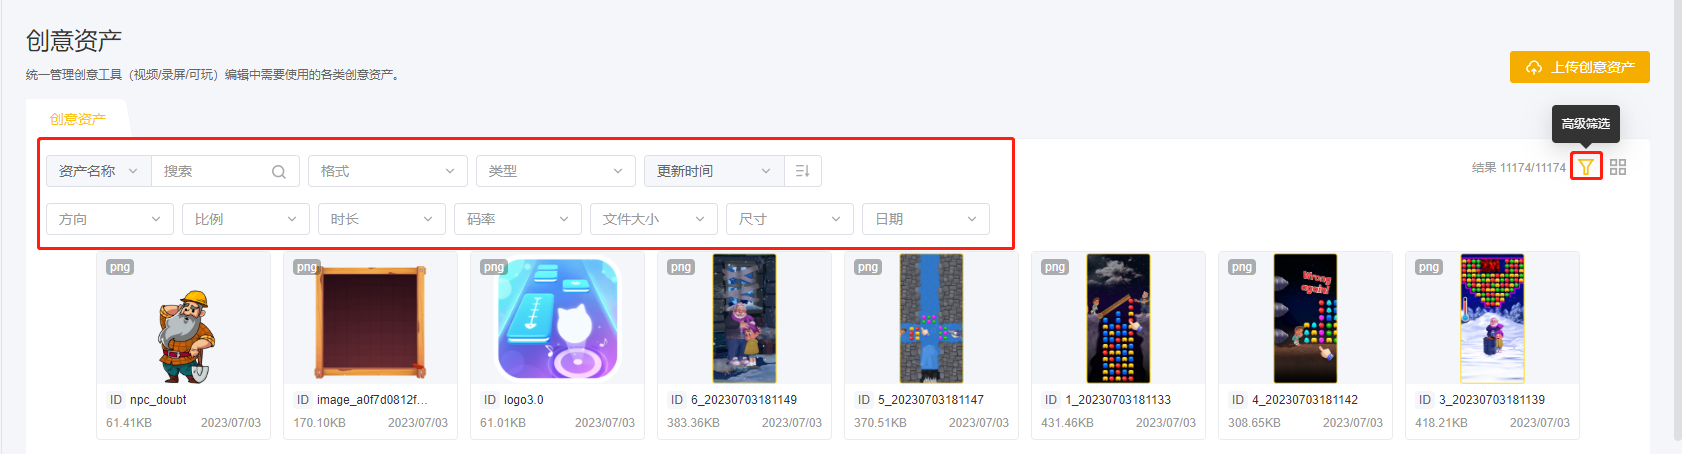 创意资产
统一管理创意工具（视频/录屏/可玩）编辑中需要使用的各类创意资产。
上传创意资产
创意资产
高级筛选
资产名称 搜索 格式 类型 更新时间
结果 11174/11174
方向 比例 时长 码率 文件大小 尺寸 日期
png png png png png png png png
Wrong
again!
ID npc_doubt ID image_a0f7d0812f... ID logo3.0 ID 6_20230703181149 ID 5_20230703181147 ID 1_20230703181133 ID 4_20230703181142 ID 3_20230703181139
61.41KB 2023/07/03 170.10KB 2023/07/03 61.01KB 2023/07/03 383.36KB 2023/07/03 370.51KB 2023/07/03 431.46KB 2023/07/03 308.65KB 2023/07/03 418.21KB 2023/07/03